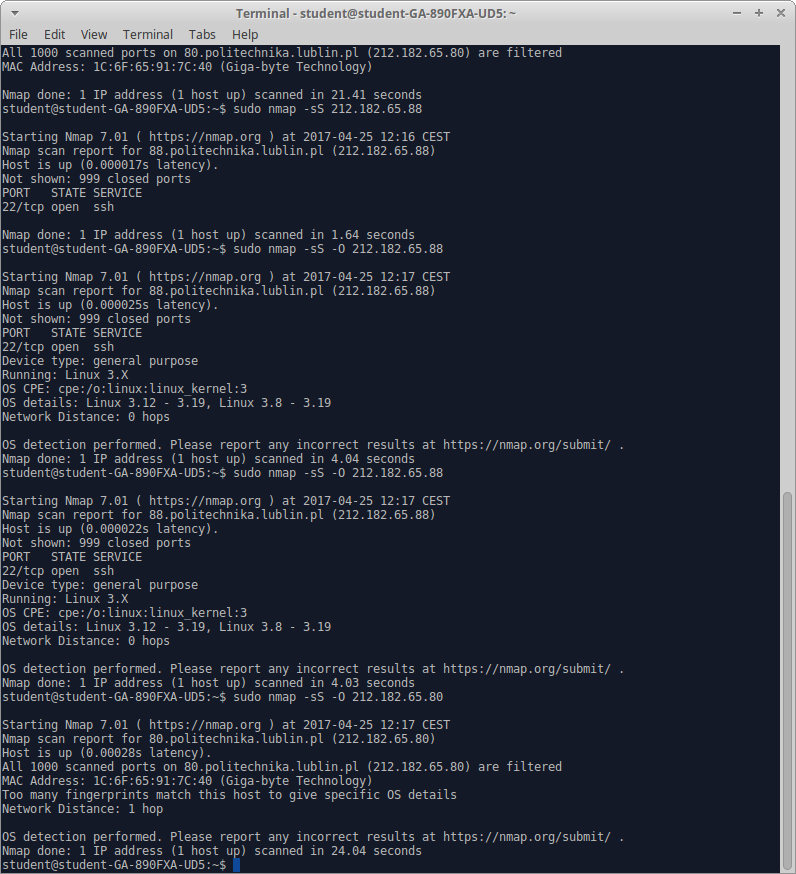 Terminal - student@student-GA-890FXA-UD5: ~
File Edit View Terminal Tabs Help
All 1000 scanned ports on 80.politechnika.lublin.pl (212.182.65.80) are filtered
MAC Address: 1C:6F:65:91:7C:40 (Giga-byte Technology)
Nmap done: 1 IP address (1 host up) scanned in 21.41 seconds
student@student-GA-890FXA-UD5:~$ sudo nmap -sS 212.182.65.88
Starting Nmap 7.01 ( https://nmap.org ) at 2017-04-25 12:16 CEST
Nmap scan report for 88.politechnika.lublin.pl (212.182.65.88)
Host is up (0.000017s latency).
Not shown: 999 closed ports
PORT   STATE SERVICE
22/tcp open  ssh
Nmap done: 1 IP address (1 host up) scanned in 1.64 seconds
student@student-GA-890FXA-UD5:~$ sudo nmap -sS -O 212.182.65.88
Starting Nmap 7.01 ( https://nmap.org ) at 2017-04-25 12:17 CEST
Nmap scan report for 88.politechnika.lublin.pl (212.182.65.88)
Host is up (0.000025s latency).
Not shown: 999 closed ports
PORT   STATE SERVICE
22/tcp open  ssh
Device type: general purpose
Running: Linux 3.X
OS CPE: cpe:/o:linux:linux_kernel:3
OS details: Linux 3.12 - 3.19, Linux 3.8 - 3.19
Network Distance: 0 hops
OS detection performed. Please report any incorrect results at https://nmap.org/submit/ .
Nmap done: 1 IP address (1 host up) scanned in 4.04 seconds
student@student-GA-890FXA-UD5:~$ sudo nmap -sS -O 212.182.65.88
Starting Nmap 7.01 ( https://nmap.org ) at 2017-04-25 12:17 CEST
Nmap scan report for 88.politechnika.lublin.pl (212.182.65.88)
Host is up (0.000022s latency).
Not shown: 999 closed ports
PORT   STATE SERVICE
22/tcp open  ssh
Device type: general purpose
Running: Linux 3.X
OS CPE: cpe:/o:linux:linux_kernel:3
OS details: Linux 3.12 - 3.19, Linux 3.8 - 3.19
Network Distance: 0 hops
OS detection performed. Please report any incorrect results at https://nmap.org/submit/ .
Nmap done: 1 IP address (1 host up) scanned in 4.03 seconds
student@student-GA-890FXA-UD5:~$ sudo nmap -sS -O 212.182.65.80
Starting Nmap 7.01 ( https://nmap.org ) at 2017-04-25 12:17 CEST
Nmap scan report for 80.politechnika.lublin.pl (212.182.65.80)
Host is up (0.00028s latency).
All 1000 scanned ports on 80.politechnika.lublin.pl (212.182.65.80) are filtered
MAC Address: 1C:6F:65:91:7C:40 (Giga-byte Technology)
Too many fingerprints match this host to give specific OS details
Network Distance: 1 hop
OS detection performed. Please report any incorrect results at https://nmap.org/submit/ .
Nmap done: 1 IP address (1 host up) scanned in 24.04 seconds
student@student-GA-890FXA-UD5:~$